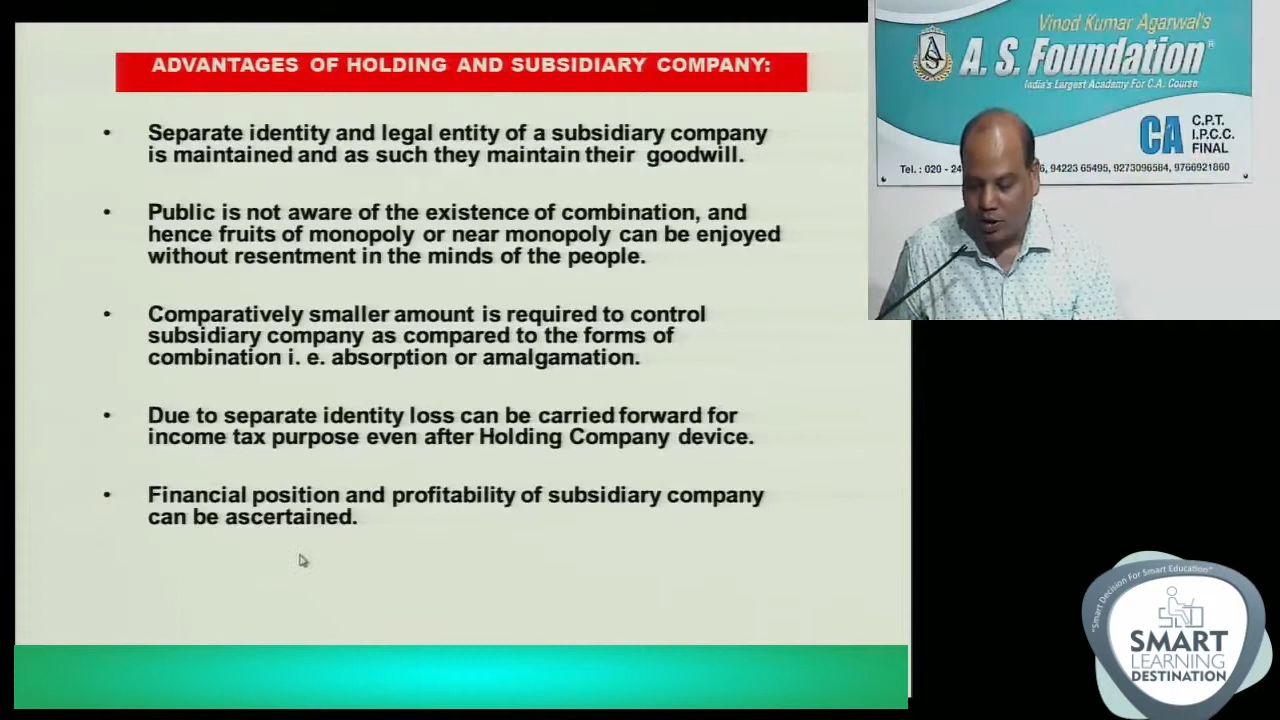 ADVANTAGES OF HOLDING AND SUBSIDIARY COMPANY:
• Separate identity and legal entity of a subsidiary company
is maintained and as such they maintain their goodwill.
• Public is not aware of the existence of combination, and
hence fruits of monopoly or near monopoly can be enjoyed
without resentment in the minds of the people.
• Comparatively smaller amount is required to control
subsidiary company as compared to the forms of
combination i. e. absorption or amalgamation.
• Due to separate identity loss can be carried forward for
income tax purpose even after Holding Company device.
• Financial position and profitability of subsidiary company
can be ascertained.
Vinod Kumar Agarwal's
A. S. Foundation®
India's Largest Academy For C.A. Course
CA
C.P.T.
I.P.C.C.
FINAL
Tel. : 020 - 24 6, 94223 65495, 9273096584, 9766921860
"Smart Decision For Smart Education"
SMART
LEARNING
DESTINATION